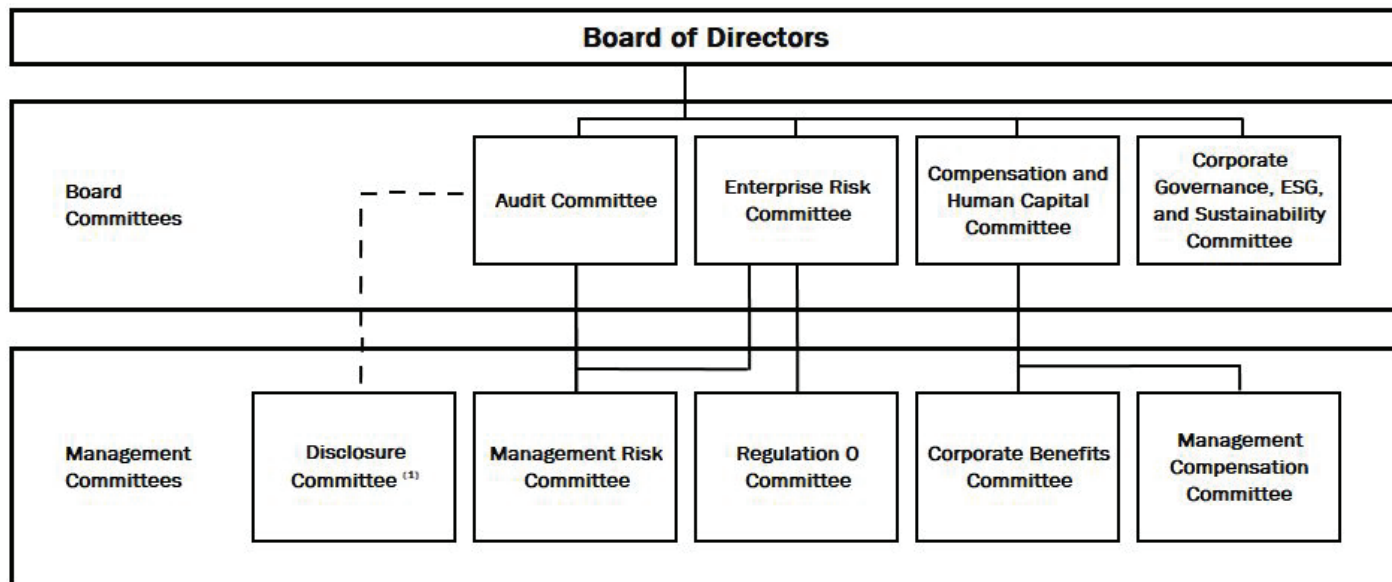 Board of Directors
Board
Committees
Audit Committee
Enterprise Risk
Committee
Compensation and
Human Capital
Committee
Corporate
Governance, ESG,
and Sustainability
Committee
Management
Committees
Disclosure
Committee (1)
Management Risk
Committee
Regulation O
Committee
Corporate Benefits
Committee
Management
Compensation
Committee